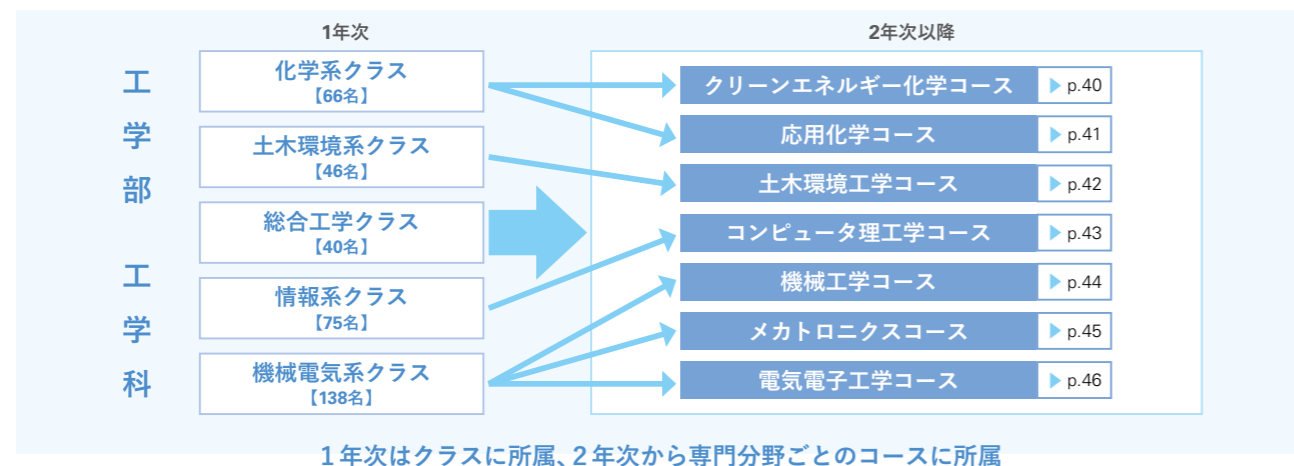 1年次
2年次以降
工学部 工学科
化学系クラス
【66名】
土木環境系クラス
【46名】
総合工学クラス
【40名】
情報系クラス
【75名】
機械電気系クラス
【138名】
クリーンエネルギー化学コース
▶ p.40
応用化学コース
▶ p.41
土木環境工学コース
▶ p.42
コンピュータ理工学コース
▶ p.43
機械工学コース
▶ p.44
メカトロニクスコース
▶ p.45
電気電子工学コース
▶ p.46
1年次はクラスに所属、2年次から専門分野ごとのコースに所属